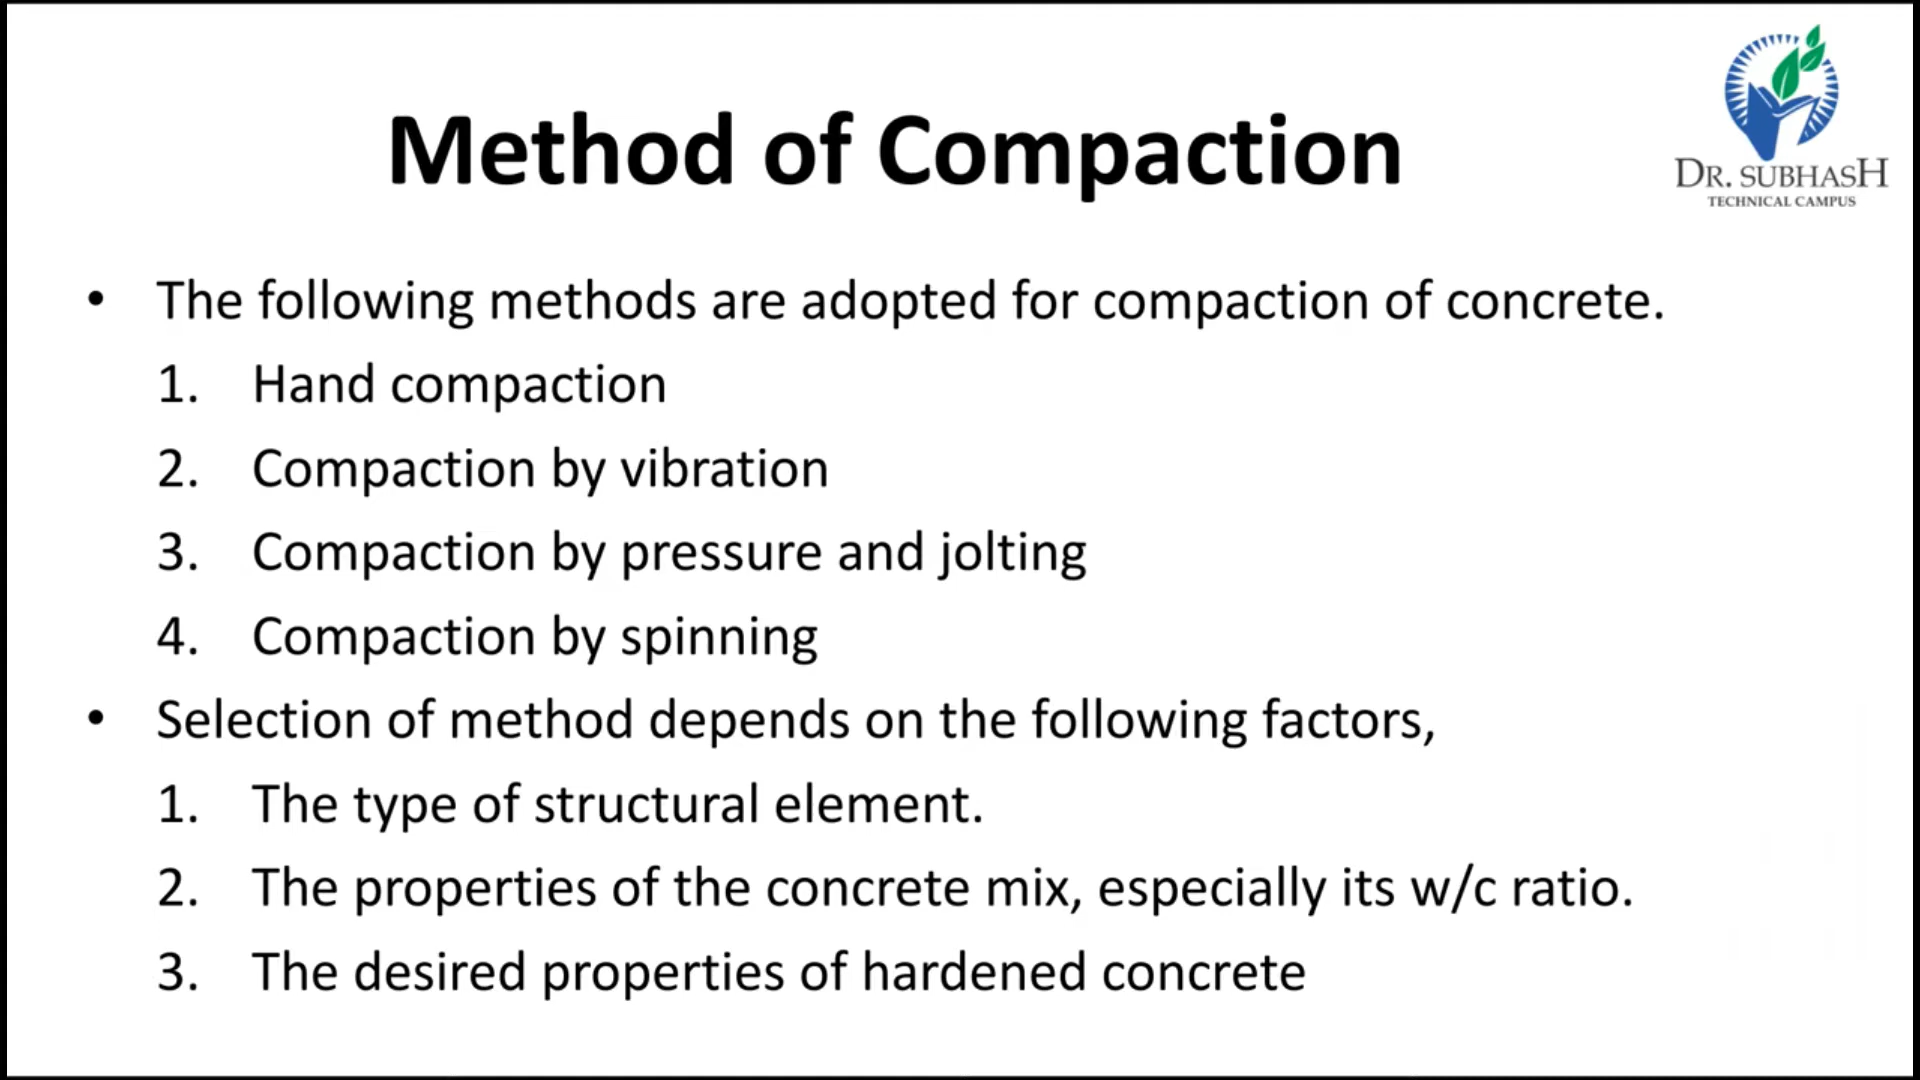 Method of Compaction
DR. SUBHASH
TECHNICAL CAMPUS
• The following methods are adopted for compaction of concrete.
1. Hand compaction
2. Compaction by vibration
3. Compaction by pressure and jolting
4. Compaction by spinning
• Selection of method depends on the following factors,
1. The type of structural element.
2. The properties of the concrete mix, especially its w/c ratio.
3. The desired properties of hardened concrete